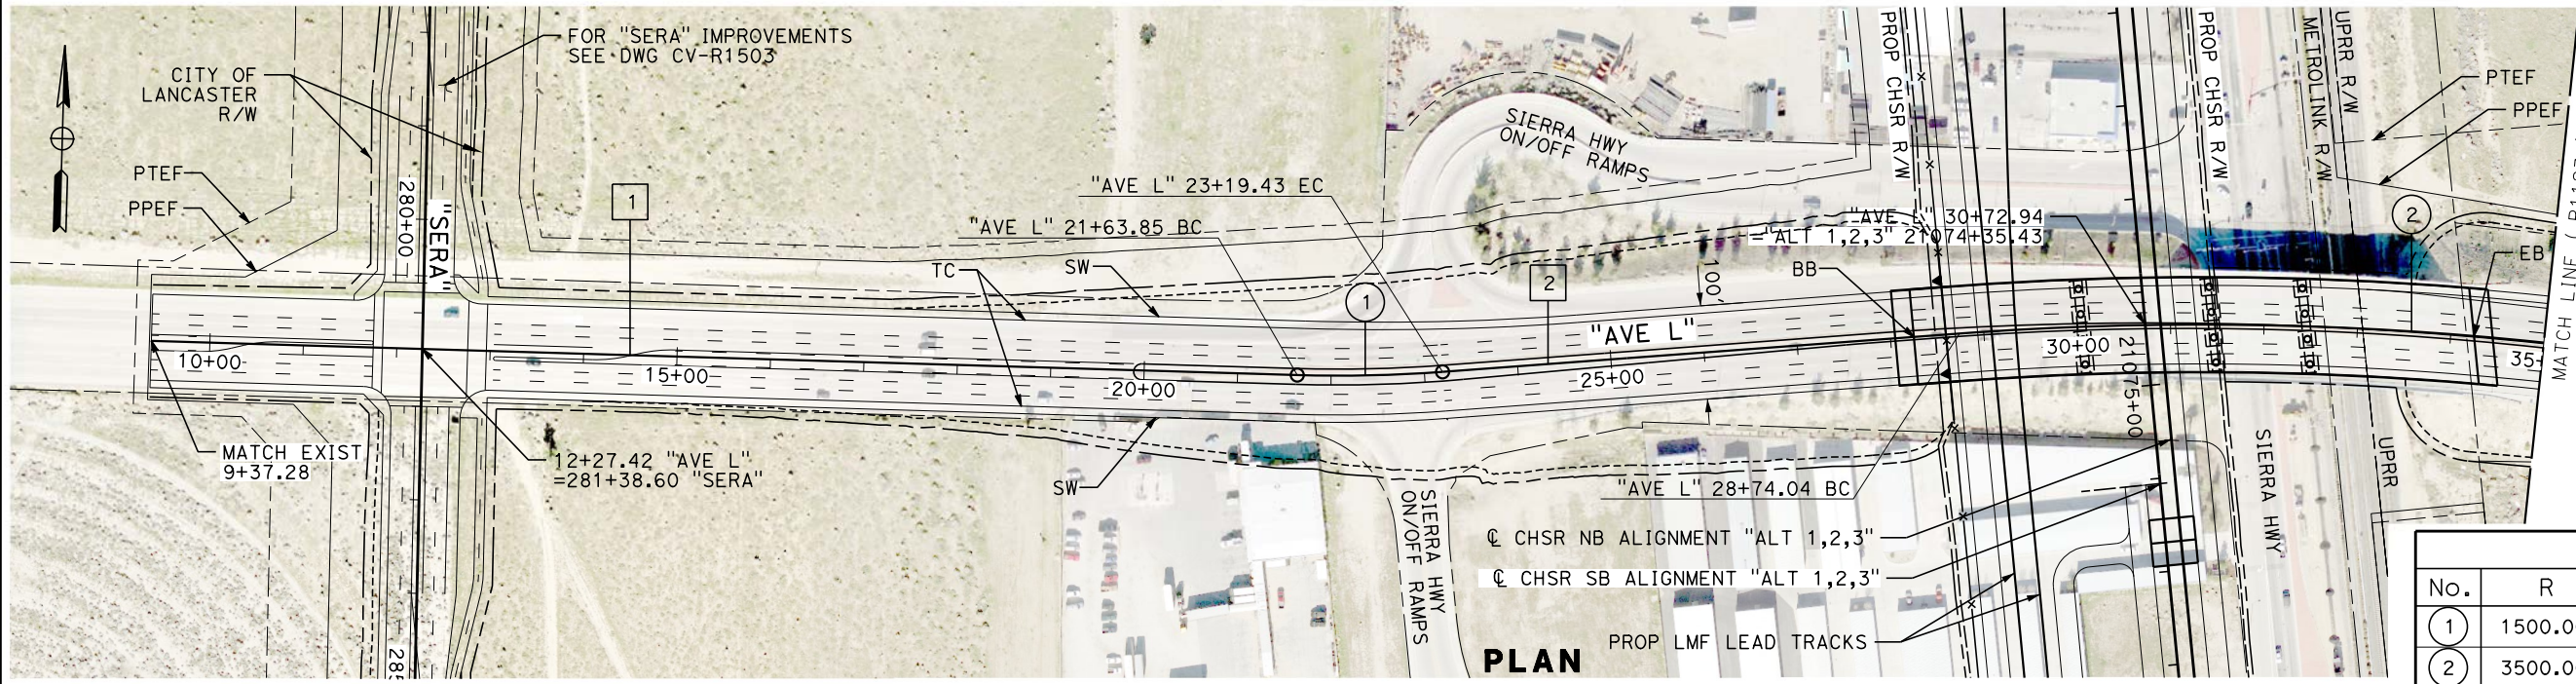 FOR "SERA" IMPROVEMENTS
SEE DWG CV-R1503
CITY OF
LANCASTER
R/W
PTEF
PPEF
280+00
"SERA"
1
"AVE L" 23+19.43 EC
"AVE L" 21+63.85 BC
TC
SW
1
2
SIERRA HWY
ON/OFF RAMPS
PROP CHSR R/W
"AVE L" 30+72.94
="ALT 1,2,3" 21074+35.43
BB
100'
"AVE L"
PROP CHSR R/W
METROLINK R/W
UPRR R/W
PTEF
PPEF
2
EB
10+00
15+00
20+00
25+00
30+00
21075+00
MATCH EXIST
9+37.28
12+27.42 "AVE L"
=281+38.60 "SERA"
SW
"AVE L" 28+74.04 BC
SIERRA HWY
ON/OFF RAMPS
℄ CHSR NB ALIGNMENT "ALT 1,2,3"
℄ CHSR SB ALIGNMENT "ALT 1,2,3"
PROP LMF LEAD TRACKS
SIERRA HWY
UPRR
MATCH LINE
PLAN
No. R
1 1500.0
2 3500.0